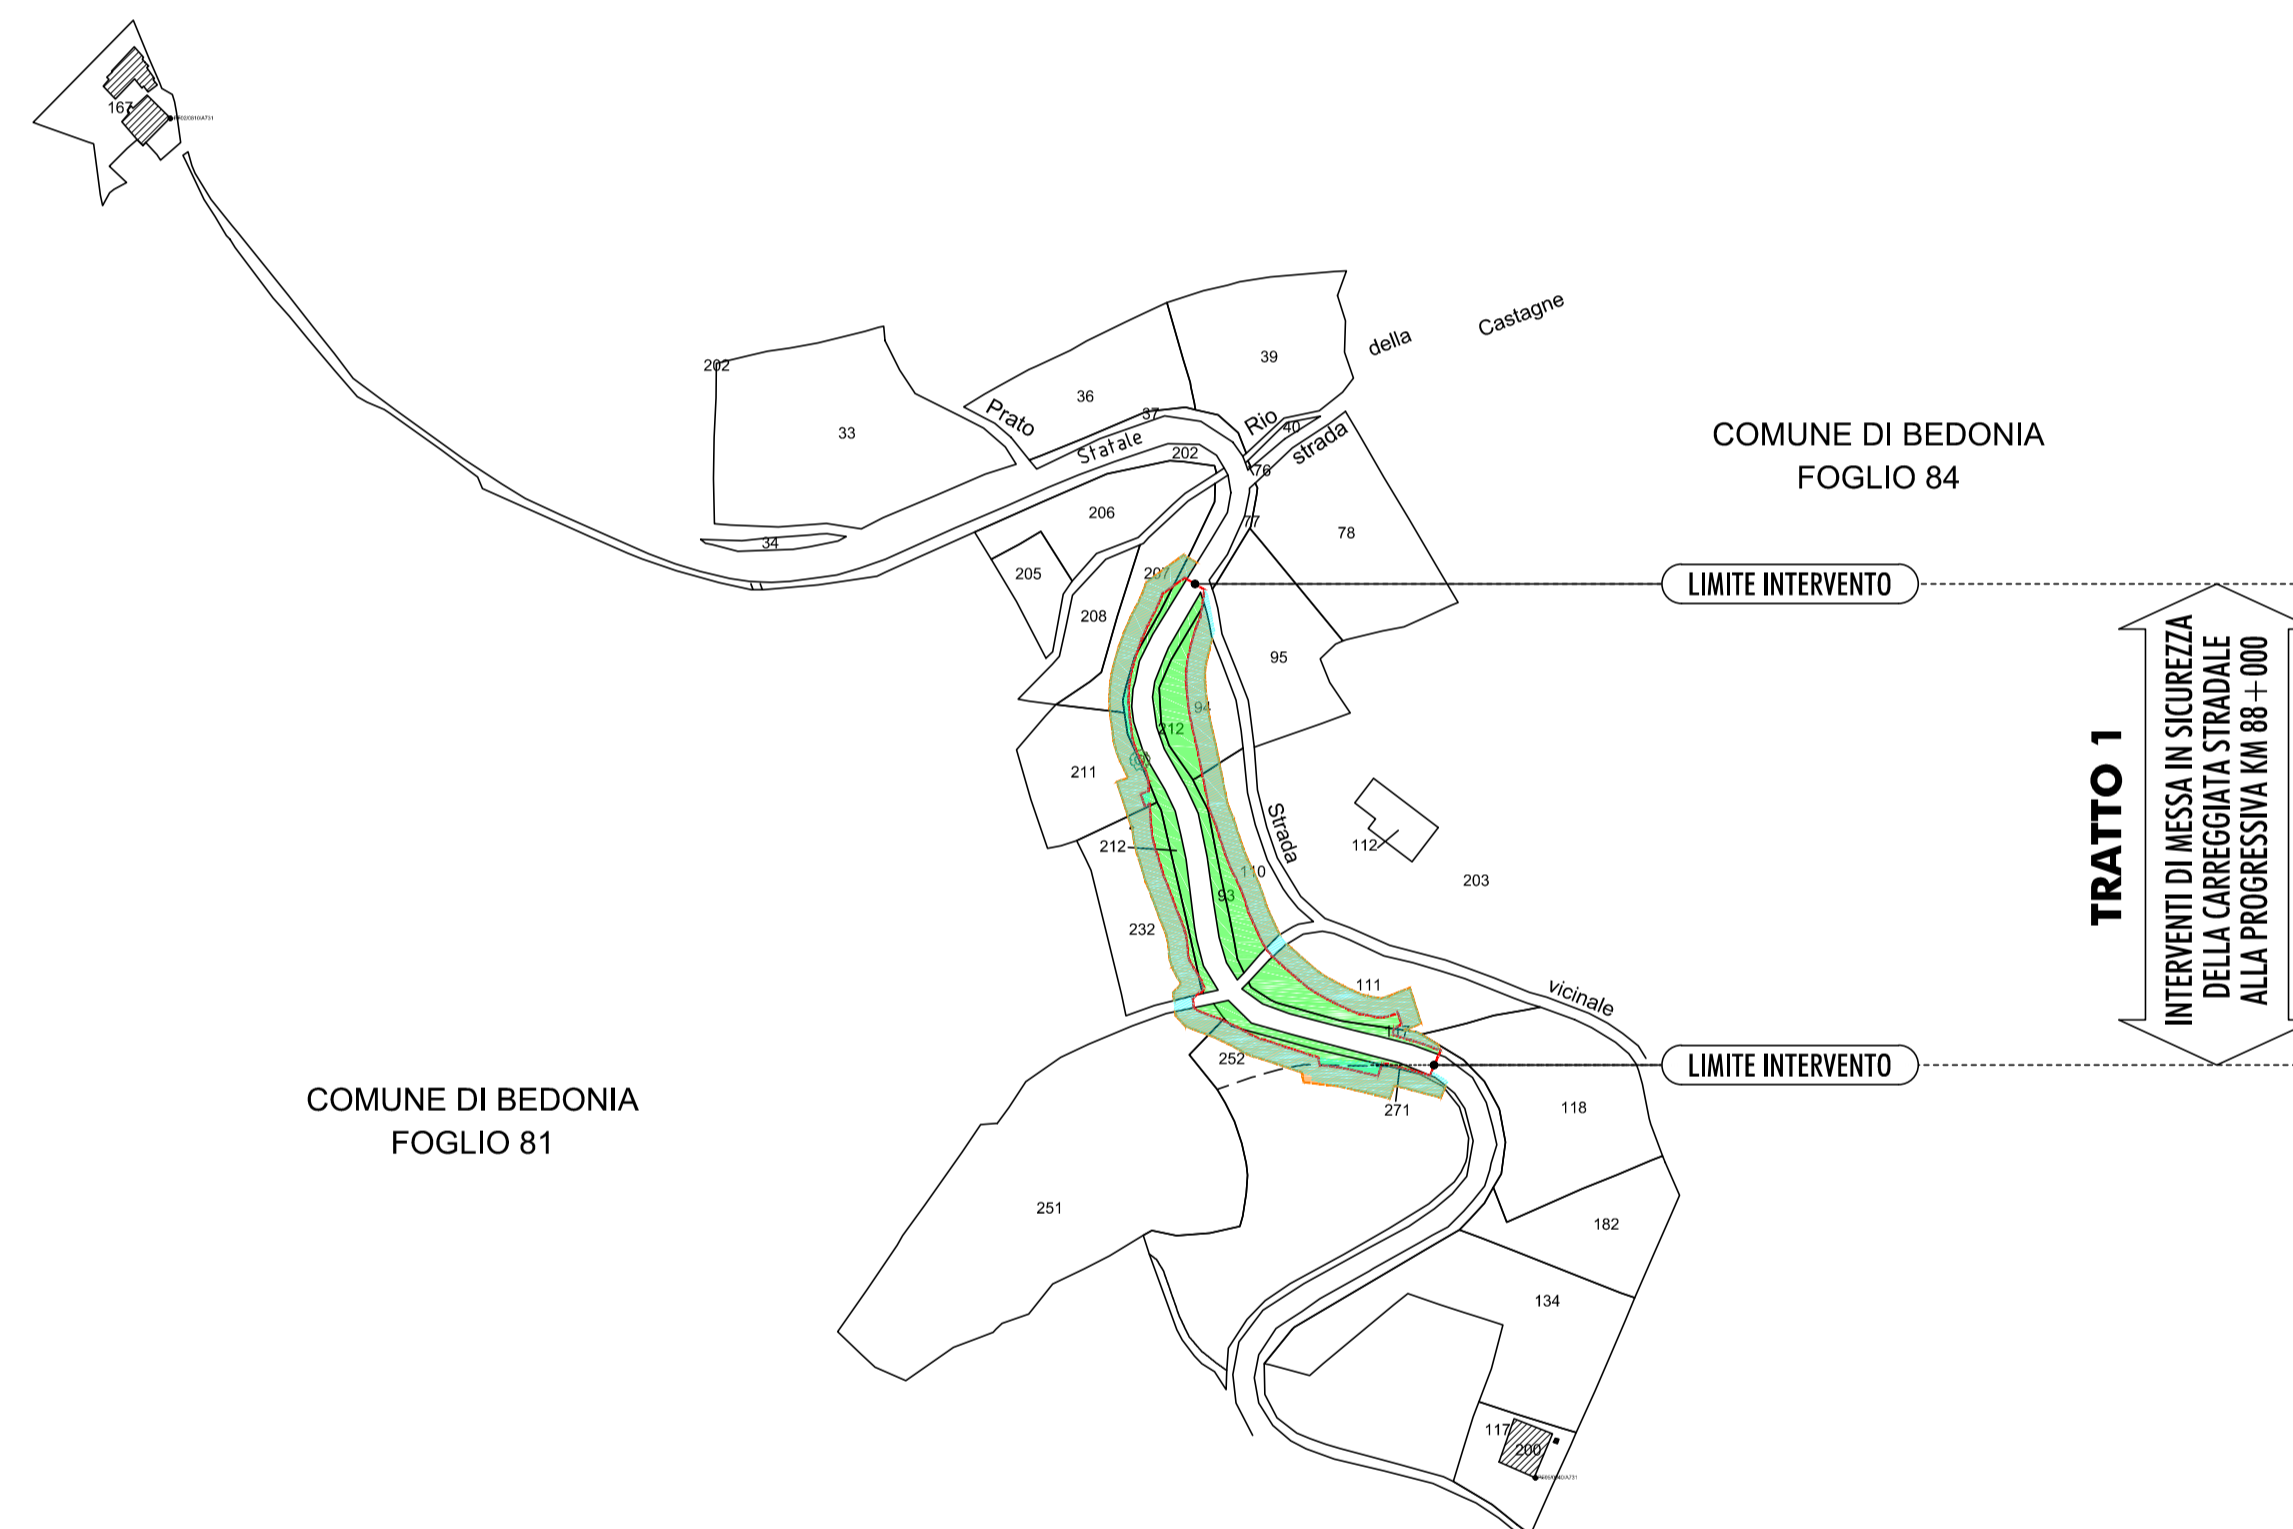 167
202
33
34
36
37
39
della
Castagne
Prato
Statale
202
Rio
40
strada
76
77
78
206
205
207
208
95
94
212
211
212
232
93
110
Strada
112
203
111
vicinale
117
252
271
118
251
182
134
117
200
COMUNE DI BEDONIA
FOGLIO 84
COMUNE DI BEDONIA
FOGLIO 81
LIMITE INTERVENTO
LIMITE INTERVENTO
TRATTO 1
INTERVENTI DI MESSA IN SICUREZZA
DELLA CARREGGIATA STRADALE
ALLA PROGRESSIVA KM 88+000